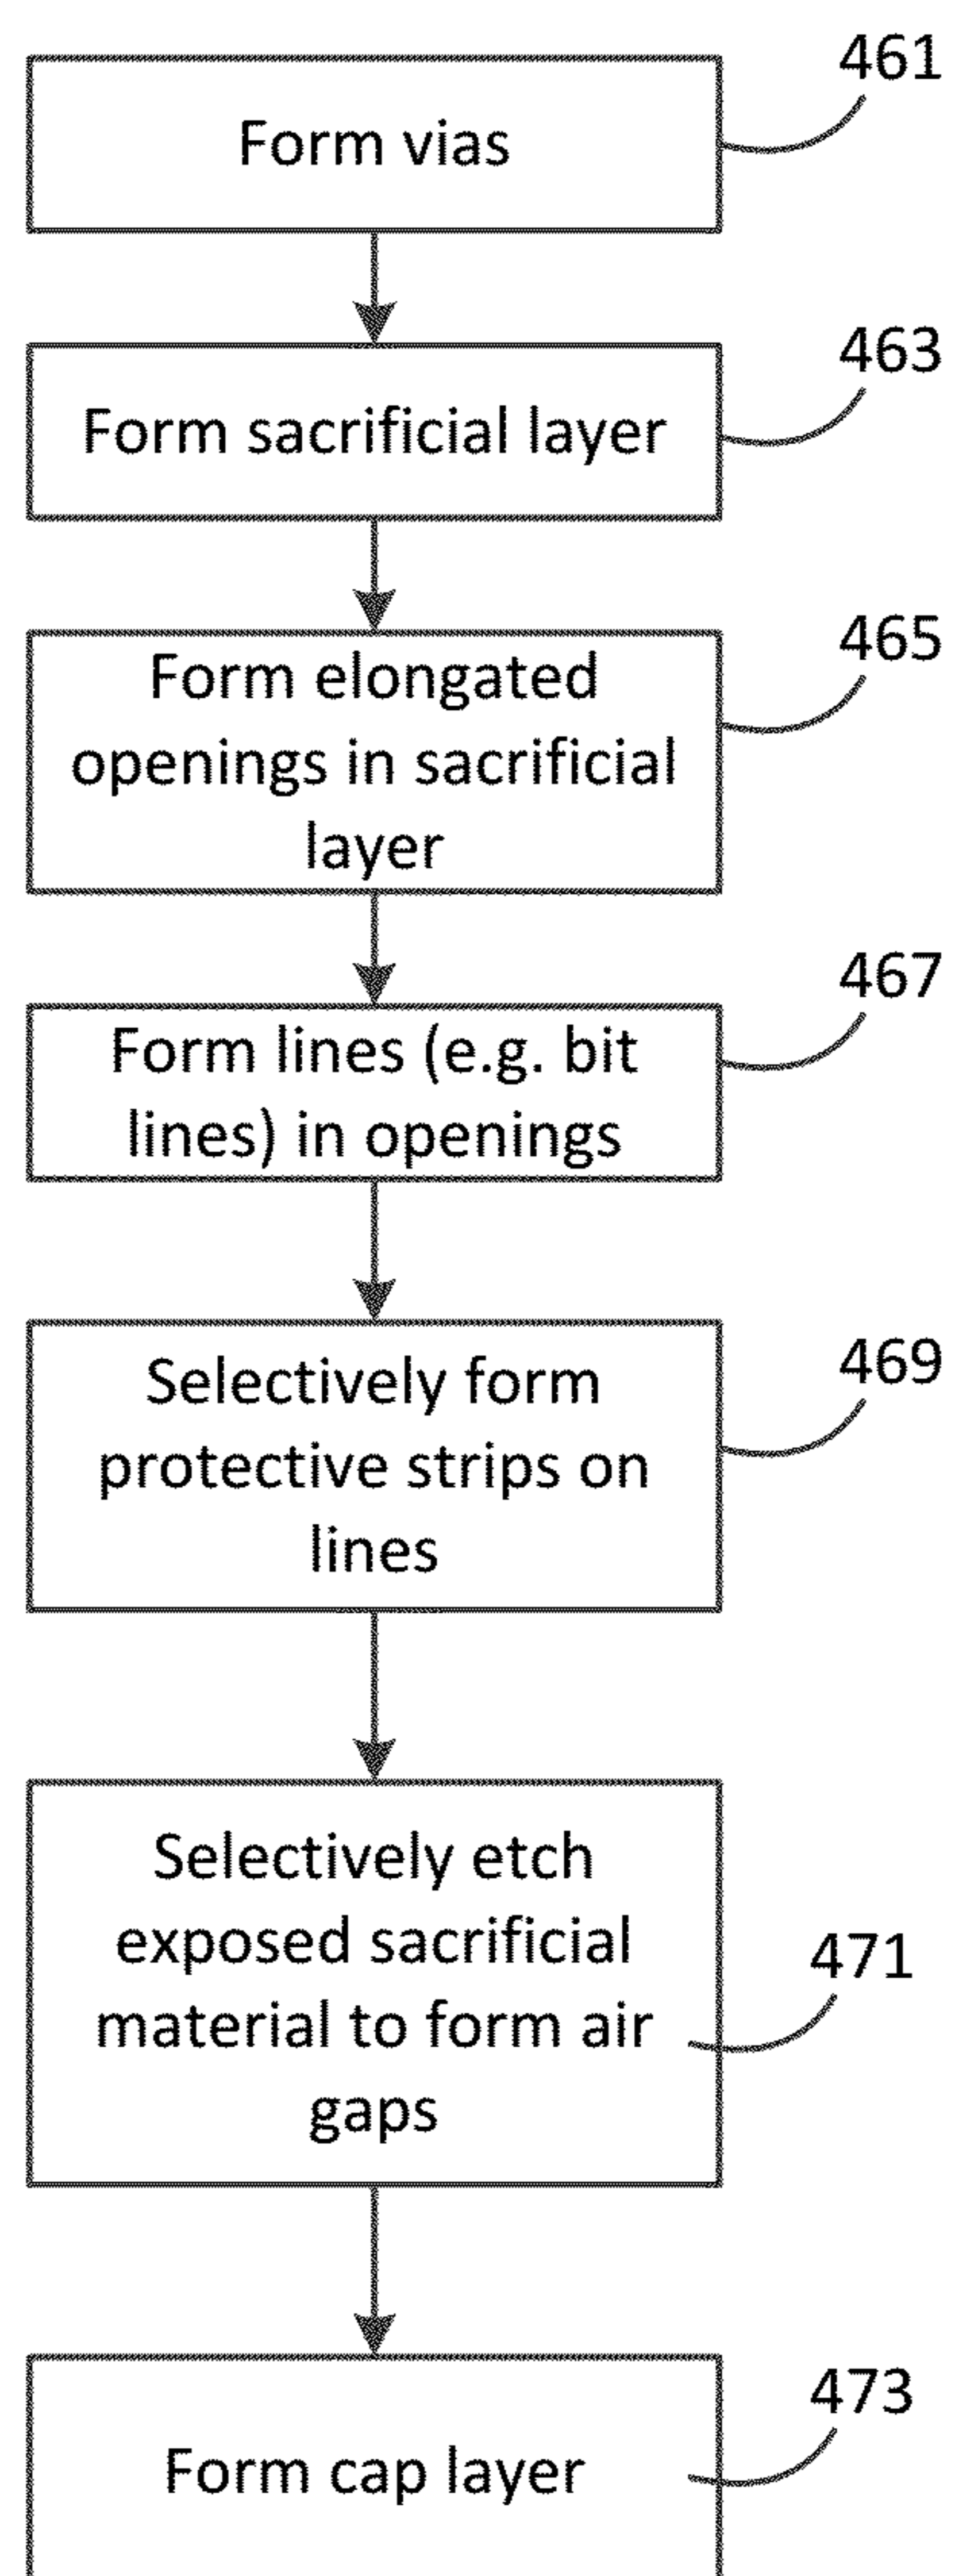 461
Form vias
463
Form sacrificial layer
465
Form elongated
openings in sacrificial
layer
467
Form lines (e.g. bit
lines) in openings
469
Selectively form
protective strips on
lines
471
Selectively etch
exposed sacrificial
material to form air
gaps
473
Form cap layer